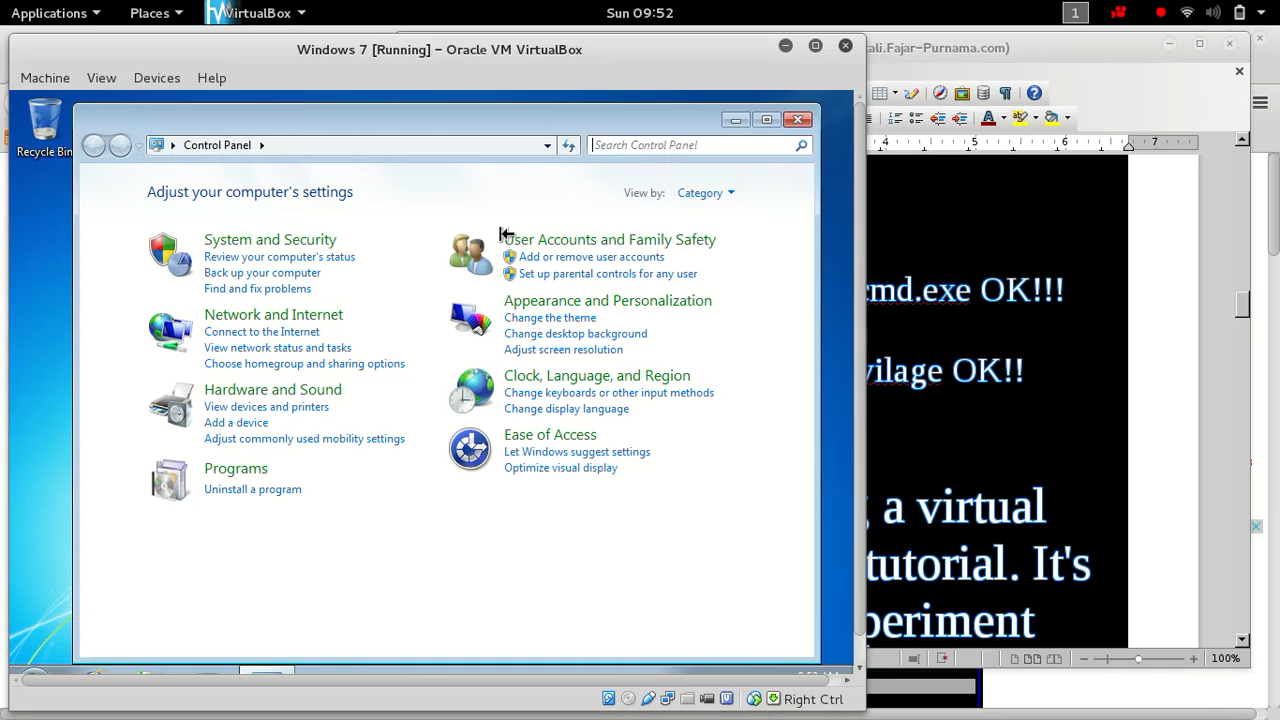 Applications Places VirtualBox Sun 09:52 1
Windows 7 [Running] - Oracle VM VirtualBox
ali.Fajar-Purnama.com)
Machine View Devices Help
Recycle Bin
Control Panel
Search Control Panel
Adjust your computer's settings
View by: Category
System and Security
Review your computer's status
Back up your computer
Find and fix problems
Network and Internet
Connect to the Internet
View network status and tasks
Choose homegroup and sharing options
Hardware and Sound
View devices and printers
Add a device
Adjust commonly used mobility settings
Programs
Uninstall a program
User Accounts and Family Safety
Add or remove user accounts
Set up parental controls for any user
Appearance and Personalization
Change the theme
Change desktop background
Adjust screen resolution
Clock, Language, and Region
Change keyboards or other input methods
Change display language
Ease of Access
Let Windows suggest settings
Optimize visual display
4 5 6 7
cmd.exe OK!!!
vilage OK!!
a virtual
tutorial. It's
periment
100%
Right Ctrl